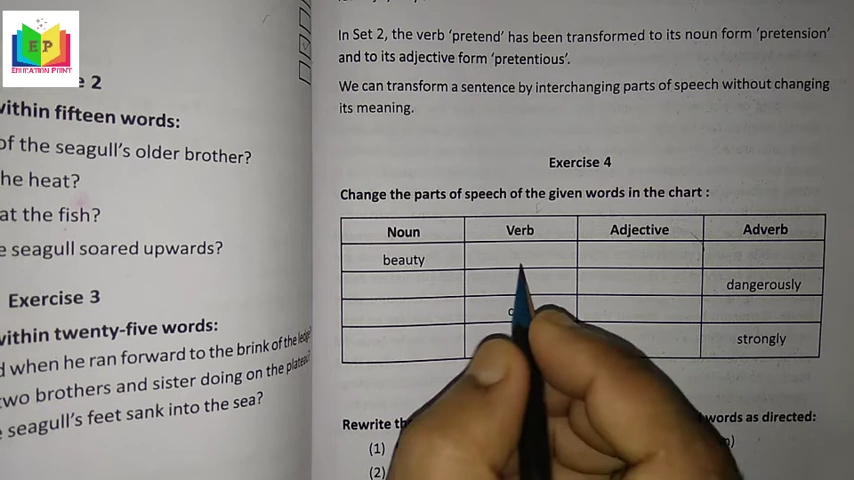 EP
EDUCATION POINT
2
within fifteen words:
of the seagull's older brother?
he heat?
at the fish?
e seagull soared upwards?
Exercise 3
within twenty-five words:
d when he ran forward to the brink of the ledge?
two brothers and sister doing on the plateau?
seagull's feet sank into the sea?
In Set 2, the verb 'pretend' has been transformed to its noun form 'pretension'
and to its adjective form 'pretentious'.
We can transform a sentence by interchanging parts of speech without changing
its meaning.
Exercise 4
Change the parts of speech of the given words in the chart :
Noun Verb Adjective Adverb
beauty
dangerously
strongly
Rewrite words as directed:
(1)
(2)